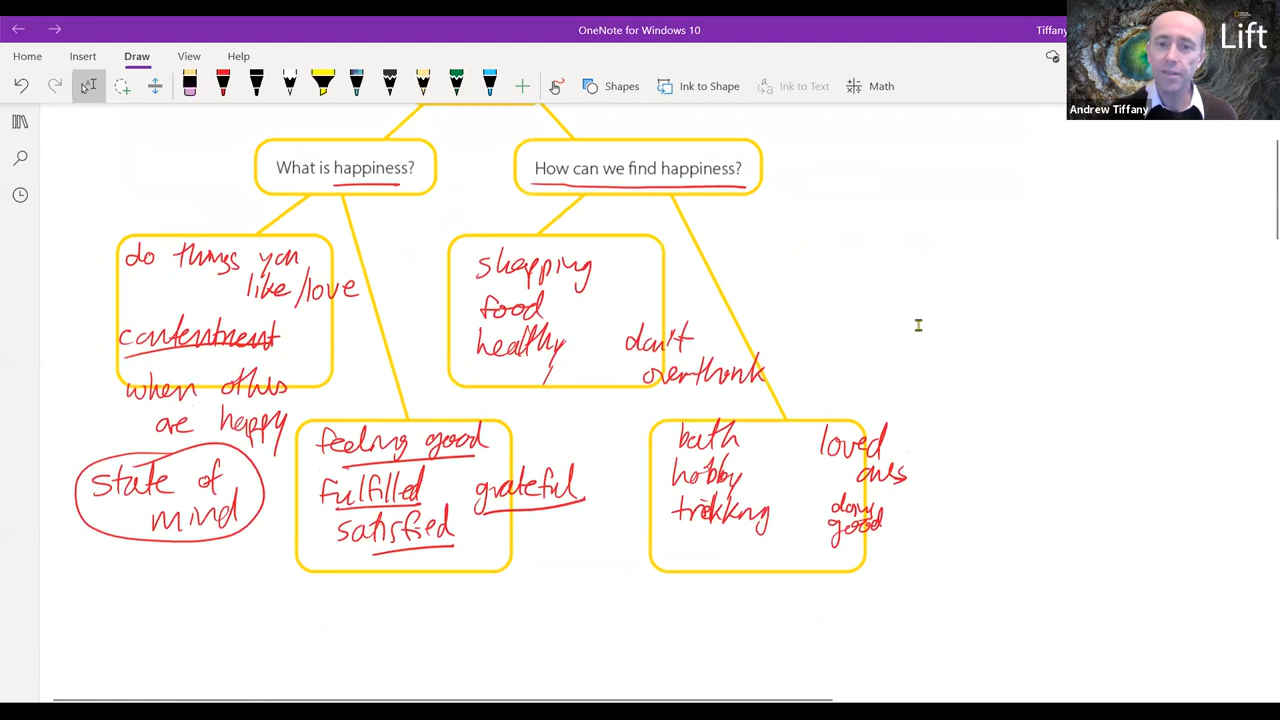 OneNote for Windows 10
Tiffany
Lift
Andrew Tiffany
Home
Insert
Draw
View
Help
Shapes
Ink to Shape
Ink to Text
Math
What is happiness?
How can we find happiness?
do things you
like/love
contentment
when others
are happy
state of
mind
feeling good
fulfilled
grateful
satisfied
shopping
food
healthy
don't
overthink
bath
hobby
trekking
loved
ones
doing
good